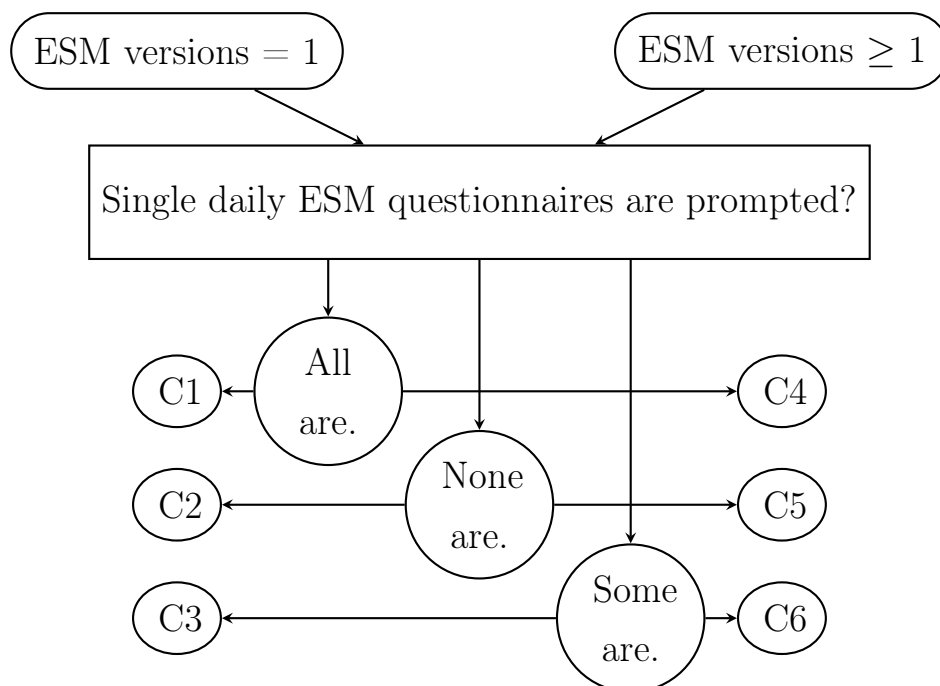 ESM versions = 1
ESM versions ≥ 1
Single daily ESM questionnaires are prompted?
All
are.
C1
C4
None
are.
C2
C5
Some
are.
C3
C6